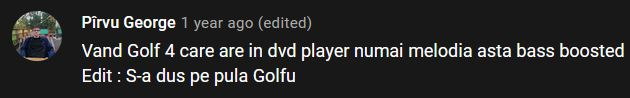 Pîrvu George 1 year ago (edited)
Vand Golf 4 care are in dvd player numai melodia asta bass boosted
Edit : S-a dus pe pula Golfu